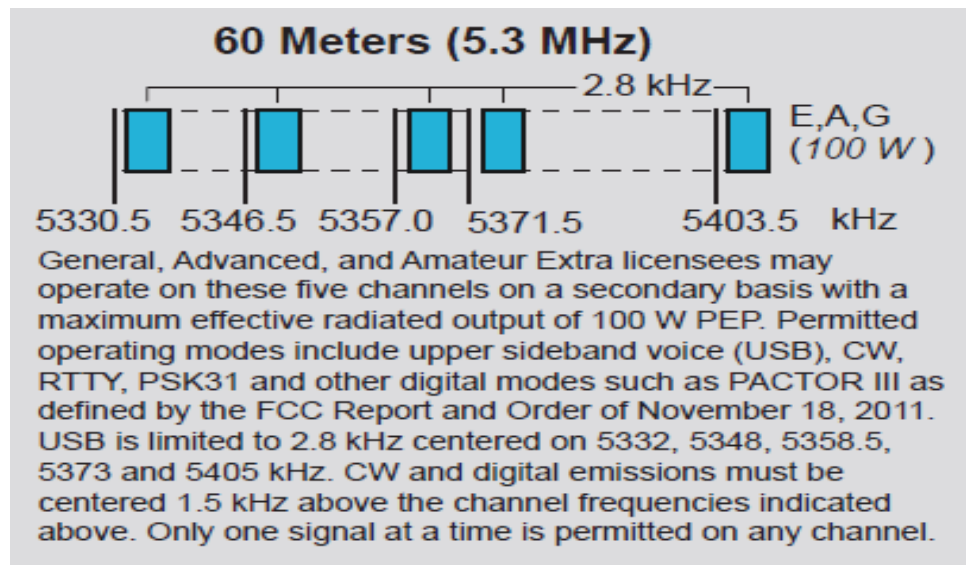 60 Meters (5.3 MHz)
2.8 kHz
E,A,G
(100 W)
5330.5 5346.5 5357.0 5371.5 5403.5 kHz
General, Advanced, and Amateur Extra licensees may
operate on these five channels on a secondary basis with a
maximum effective radiated output of 100 W PEP. Permitted
operating modes include upper sideband voice (USB), CW,
RTTY, PSK31 and other digital modes such as PACTOR III as
defined by the FCC Report and Order of November 18, 2011.
USB is limited to 2.8 kHz centered on 5332, 5348, 5358.5,
5373 and 5405 kHz. CW and digital emissions must be
centered 1.5 kHz above the channel frequencies indicated
above. Only one signal at a time is permitted on any channel.